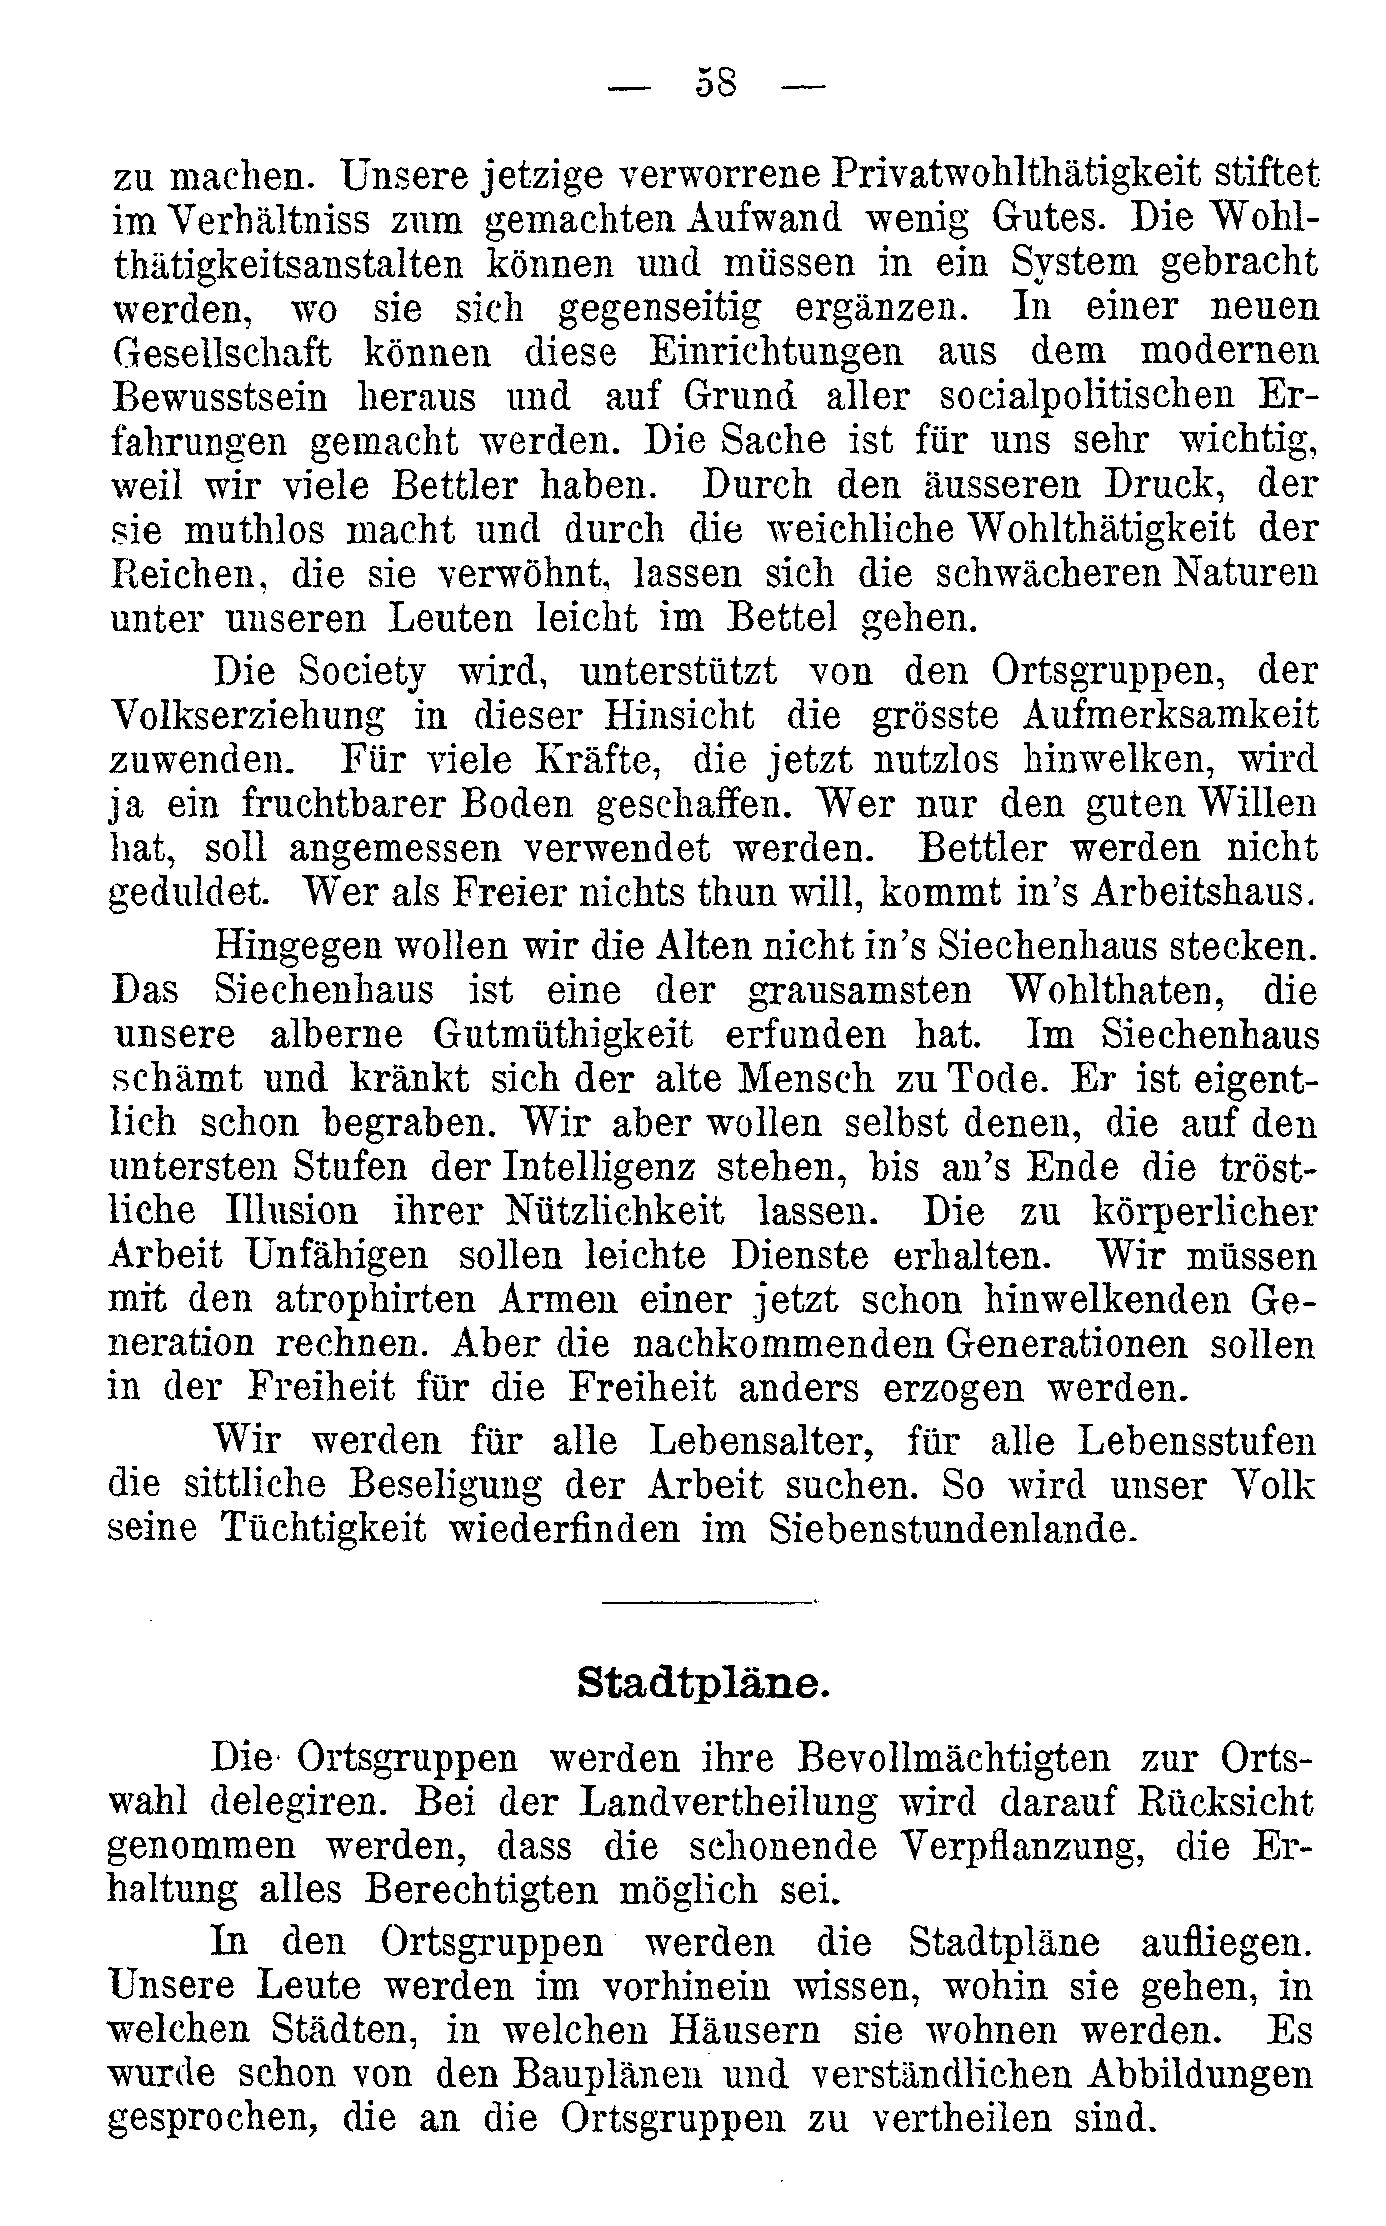 — 58 —
zu machen. Unsere jetzige verworrene Privatwohlthätigkeit stiftet
im Verhältniss zum gemachten Aufwand wenig Gutes. Die Wohl-
thätigkeitsanstalten können und müssen in ein System gebracht
werden, wo sie sich gegenseitig ergänzen. In einer neuen
Gesellschaft können diese Einrichtungen aus dem modernen
Bewusstsein heraus und auf Grund aller socialpolitischen Er-
fahrungen gemacht werden. Die Sache ist für uns sehr wichtig,
weil wir viele Bettler haben. Durch den äusseren Druck, der
sie muthlos macht und durch die weichliche Wohlthätigkeit der
Reichen, die sie verwöhnt, lassen sich die schwächeren Naturen
unter unseren Leuten leicht im Bettel gehen.
Die Society wird, unterstützt von den Ortsgruppen, der
Volkserziehung in dieser Hinsicht die grösste Aufmerksamkeit
zuwenden. Für viele Kräfte, die jetzt nutzlos hinwelken, wird
ja ein fruchtbarer Boden geschaffen. Wer nur den guten Willen
hat, soll angemessen verwendet werden. Bettler werden nicht
geduldet. Wer als Freier nichts thun will, kommt in's Arbeitshaus.
Hingegen wollen wir die Alten nicht in's Siechenhaus stecken.
Das Siechenhaus ist eine der grausamsten Wohlthaten, die
unsere alberne Gutmüthigkeit erfunden hat. Im Siechenhaus
schämt und kränkt sich der alte Mensch zu Tode. Er ist eigent-
lich schon begraben. Wir aber wollen selbst denen, die auf den
untersten Stufen der Intelligenz stehen, bis an's Ende die tröst-
liche Illusion ihrer Nützlichkeit lassen. Die zu körperlicher
Arbeit Unfähigen sollen leichte Dienste erhalten. Wir müssen
mit den atrophirten Armen einer jetzt schon hinwelkenden Ge-
neration rechnen. Aber die nachkommenden Generationen sollen
in der Freiheit für die Freiheit anders erzogen werden.
Wir werden für alle Lebensalter, für alle Lebensstufen
die sittliche Beseligung der Arbeit suchen. So wird unser Volk
seine Tüchtigkeit wiederfinden im Siebenstundenlande.
Stadtpläne.
Die Ortsgruppen werden ihre Bevollmächtigten zur Orts-
wahl delegiren. Bei der Landvertheilung wird darauf Rücksicht
genommen werden, dass die schonende Verpflanzung, die Er-
haltung alles Berechtigten möglich sei.
In den Ortsgruppen werden die Stadtpläne aufliegen.
Unsere Leute werden im vorhinein wissen, wohin sie gehen, in
welchen Städten, in welchen Häusern sie wohnen werden. Es
wurde schon von den Bauplänen und verständlichen Abbildungen
gesprochen, die an die Ortsgruppen zu vertheilen sind.